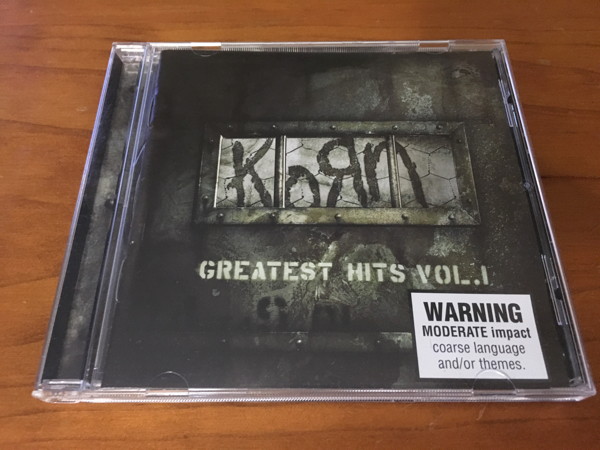 KoЯn
GREATEST HITS VOL.1
WARNING
MODERATE impact
coarse language
and/or themes.